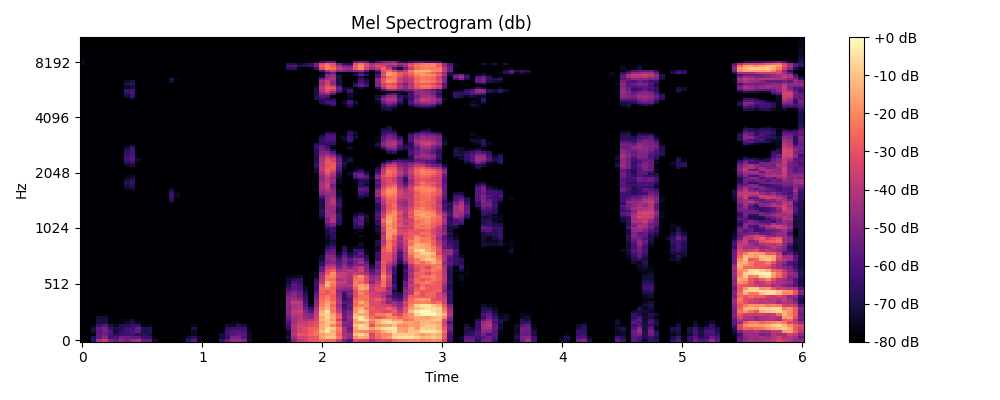 Mel Spectrogram (db)
8192
4096
2048
1024
512
0
Hz
0 1 2 3 4 5 6
Time
+0 dB
-10 dB
-20 dB
-30 dB
-40 dB
-50 dB
-60 dB
-70 dB
-80 dB